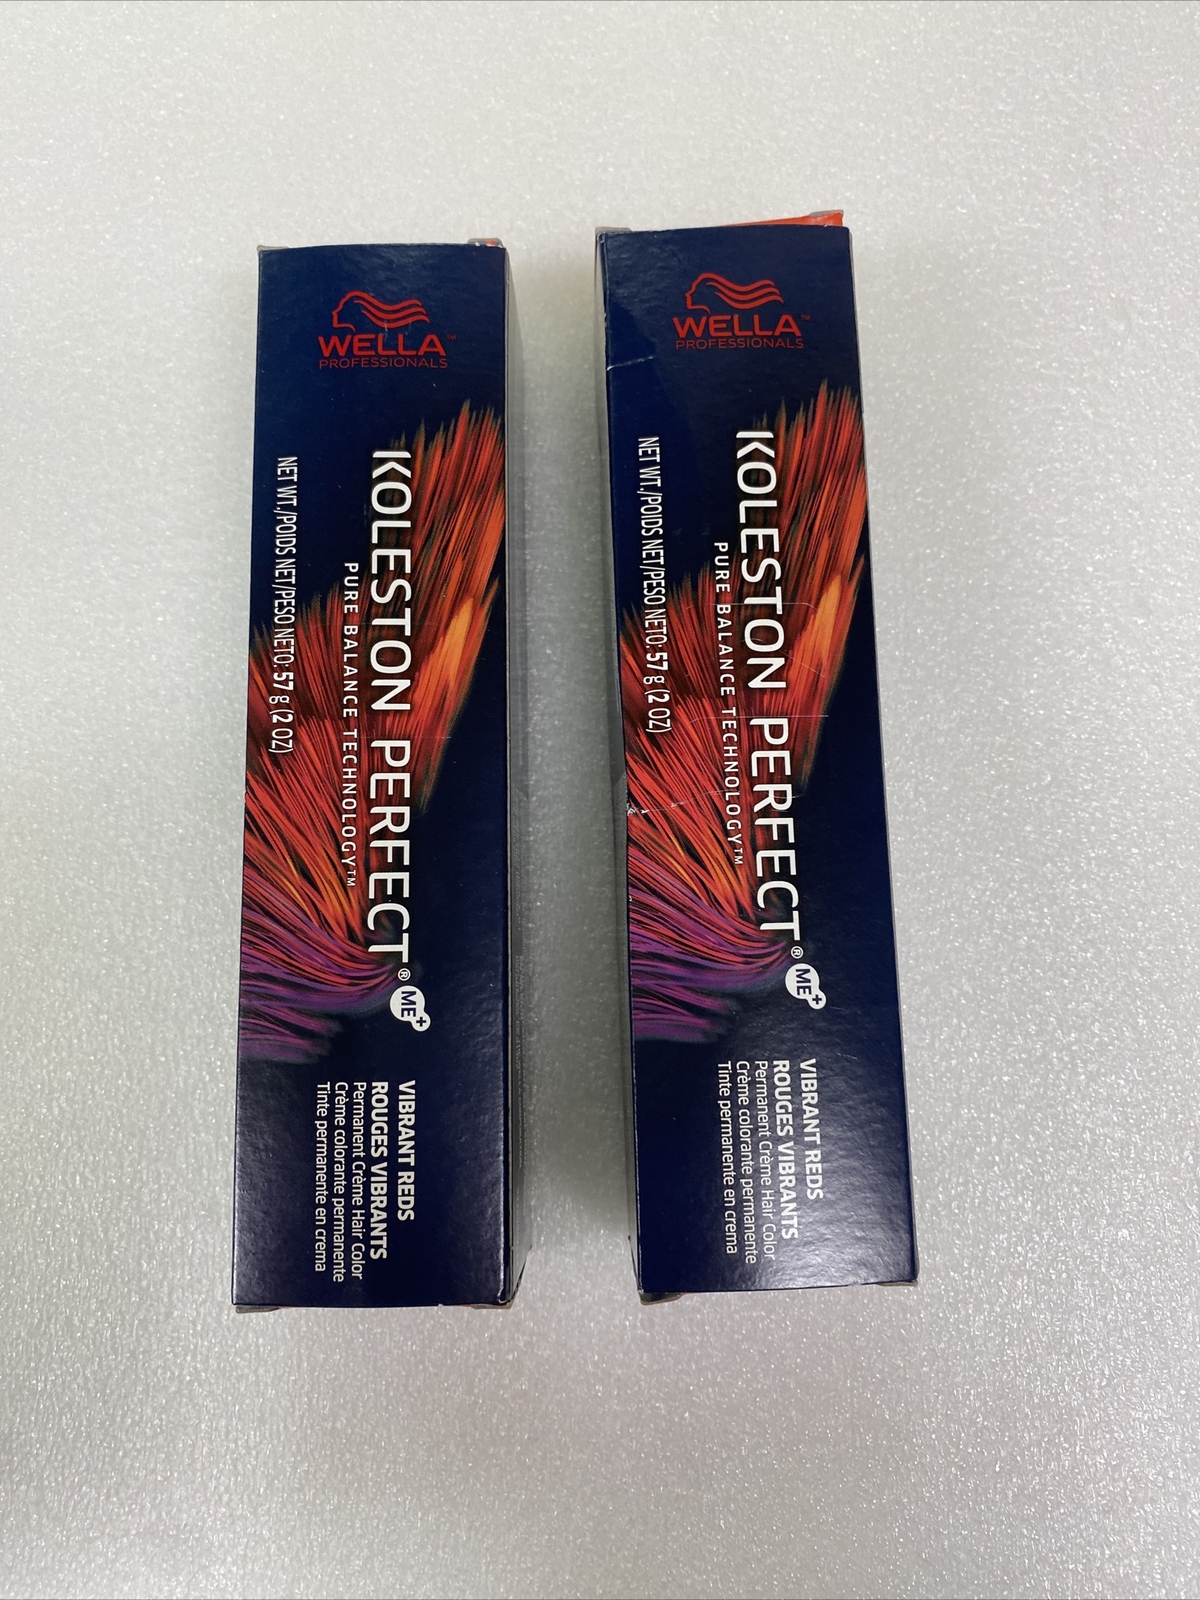 WELLA™
PROFESSIONALS
KOLESTON PERFECT® ME+
PURE BALANCE TECHNOLOGY™
NET WT./POIDS NET/PESO NETO: 57 g (2 OZ)
VIBRANT REDS
ROUGES VIBRANTS
Permanent Crème Hair Color
Crème colorante permanente
Tinte permanente en crema
WELLA™
PROFESSIONALS
KOLESTON PERFECT® ME+
PURE BALANCE TECHNOLOGY™
NET WT./POIDS NET/PESO NETO: 57 g (2 OZ)
VIBRANT REDS
ROUGES VIBRANTS
Permanent Crème Hair Color
Crème colorante permanente
Tinte permanente en crema